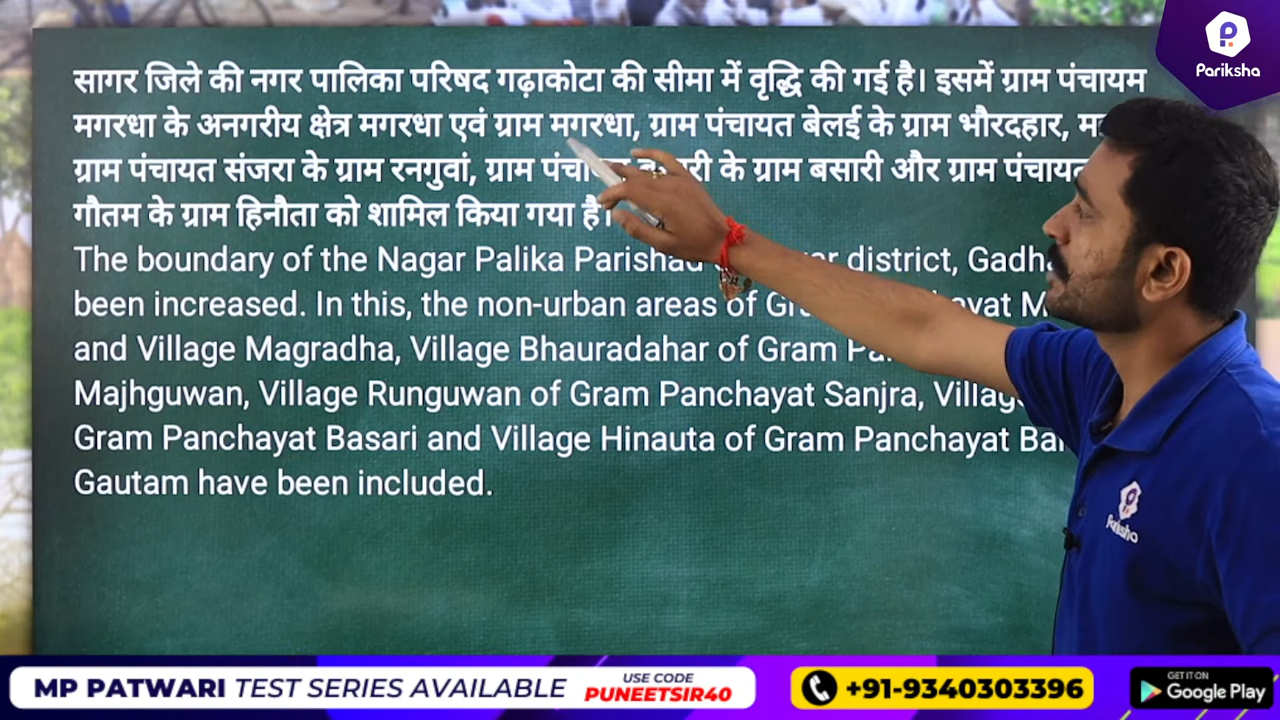 सागर जिले की नगर पालिका परिषद गढ़ाकोटा की सीमा में वृद्धि की गई है। इसमें ग्राम पंचायम
मगरधा के अनगरीय क्षेत्र मगरधा एवं ग्राम मगरधा, ग्राम पंचायत बेलई के ग्राम भौरदहार,
ग्राम पंचायत संजरा के ग्राम रनगुवां, ग्राम के ग्राम बसारी और ग्राम पंचायत
गौतम के ग्राम हिनौता को शामिल किया गया है।
The boundary of the Nagar Palika Parishad district,
been increased. In this, the non-urban areas of
and Village Magradha, Village Bhauradahar of Gram
Majhguwan, Village Runguwan of Gram Panchayat Sanjra, Village
Gram Panchayat Basari and Village Hinauta of Gram Panchayat
Gautam have been included.
Pariksha
Pariksha
MP PATWARI TEST SERIES AVAILABLE
USE CODE
PUNEETSIR40
+91-9340303396
GET IT ON
Google Play